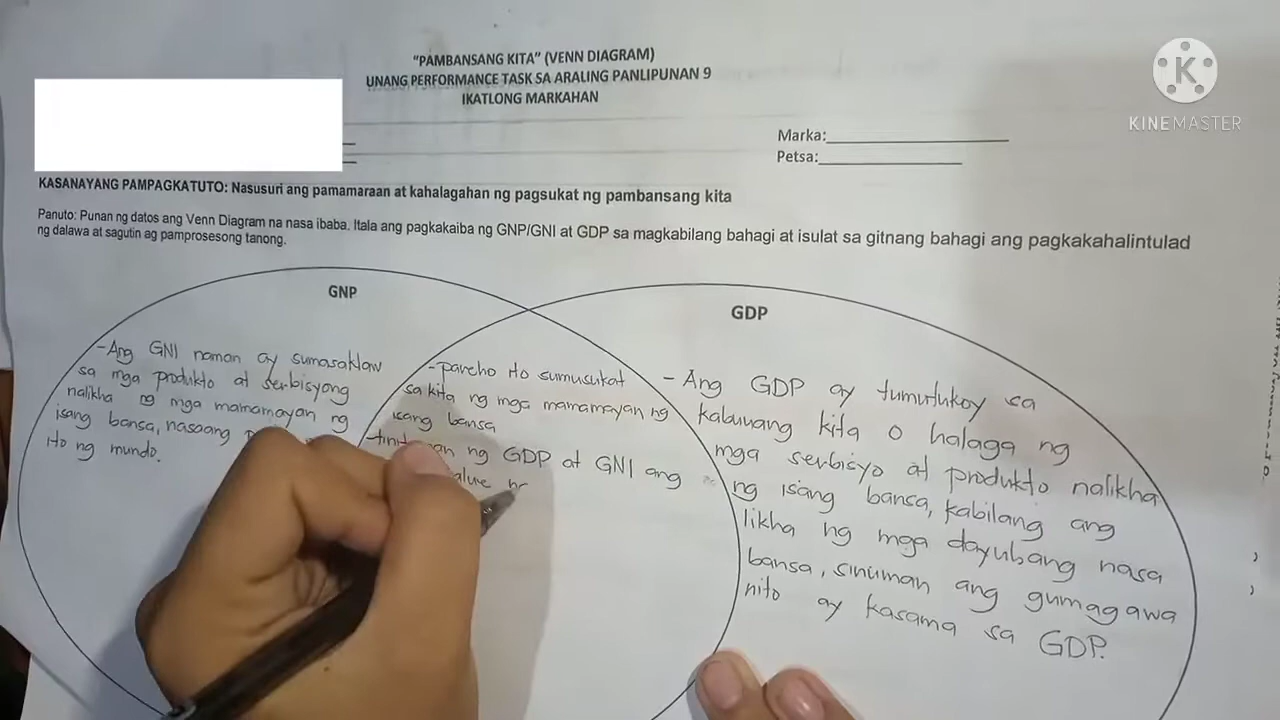 "PAMBANSANG KITA" (VENN DIAGRAM)
UNANG PERFORMANCE TASK SA ARALING PANLIPUNAN 9
IKATLONG MARKAHAN
KINEMASTER
Marka:
Petsa:
KASANAYANG PAMPAGKATUTO: Nasusuri ang pamamaraan at kahalagahan ng pagsukat ng pambansang kita
Panuto: Punan ng datos ang Venn Diagram na nasa ibaba. Itala ang pagkakaiba ng GNP/GNI at GDP sa magkabilang bahagi at isulat sa gitnang bahagi ang pagkakahalintulad
ng dalawa at sagutin ag pamprosesong tanong.
GNP
-Ang GNI naman ay sumasaklaw
sa mga produkto at serbisyong
nalikha ng mga mamamayan ng
isang bansa, nasaang
ito ng mundo.
-pareho ito sumusukat
sa kita ng mga mamamayan ng
isang bansa
ng GDP at GNI ang
GDP
- Ang GDP ay tumutukoy sa
kabuuang kita o halaga ng
mga serbisyo at produkto nalikha
ng isang bansa, kabilang ang
likha ng mga dayuhang nasa
bansa, sinuman ang gumagawa
nito ay kasama sa GDP.